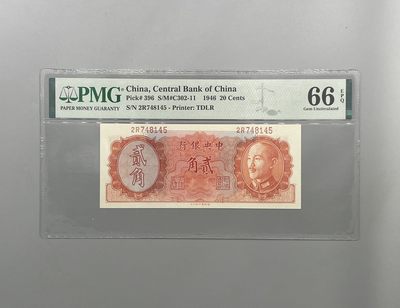 PMG
PAPER MONEY GUARANTY
China, Central Bank of China
Pick# 396 S/M#C302-11 1946 20 Cents
S/N 2R748145 - Printer: TDLR
66 EPQ
Gem Uncirculated
2R748145 2R748145
行銀央中
貳角
角貳